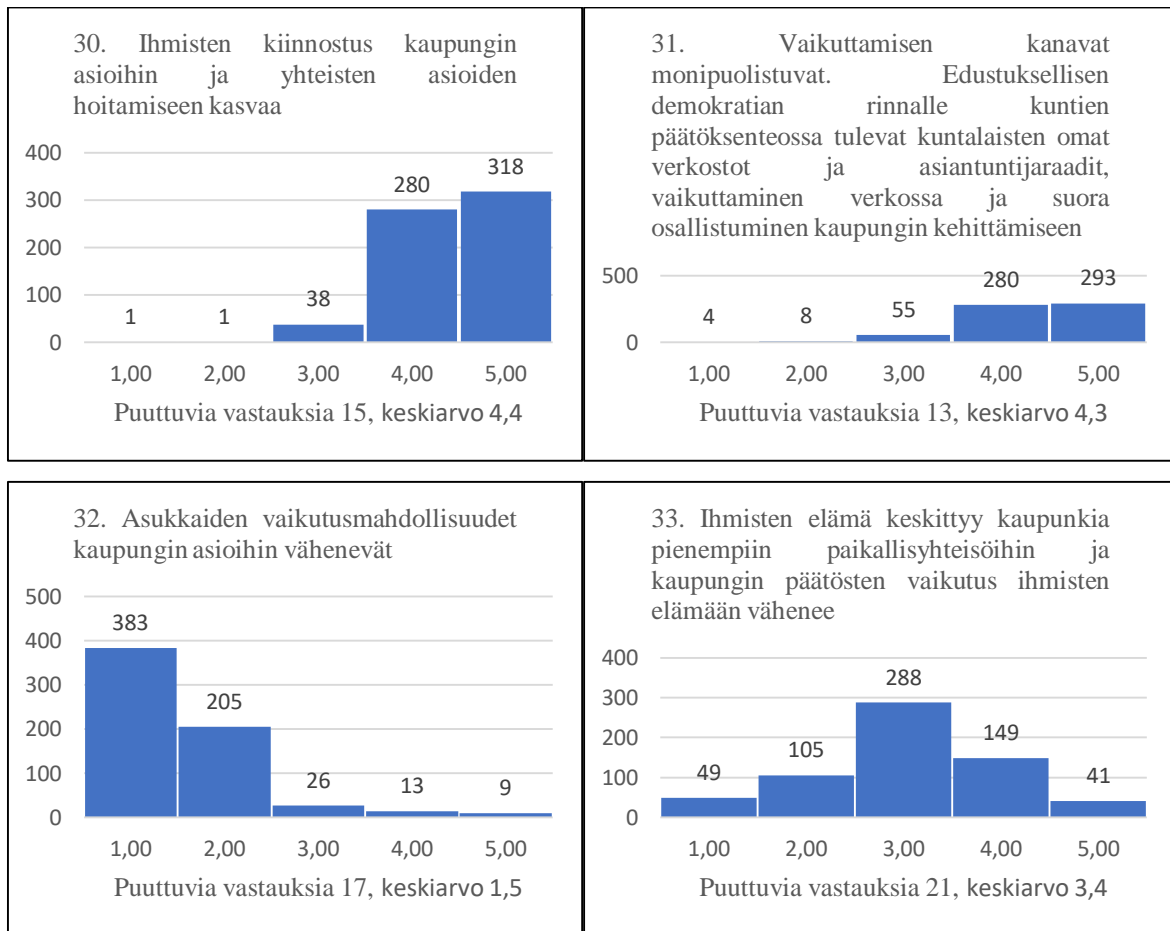 30. Ihmisten kiinnostus kaupungin
asioihin ja yhteisten asioiden
hoitamiseen kasvaa
400
300
200
100
0
1
1
38
280
318
1,00 2,00 3,00 4,00 5,00
Puuttuvia vastauksia 15, keskiarvo 4,4
31. Vaikuttamisen kanavat
monipuolistuvat. Edustuksellisen
demokratian rinnalle kuntien
päätöksenteossa tulevat kuntalaisten omat
verkostot ja asiantuntijaraadit,
vaikuttaminen verkossa ja suora
osallistuminen kaupungin kehittämiseen
500
0
4
8
55
280
293
1,00 2,00 3,00 4,00 5,00
Puuttuvia vastauksia 13, keskiarvo 4,3
32. Asukkaiden vaikutusmahdollisuudet
kaupungin asioihin vähenevät
500
400
300
200
100
0
383
205
26
13
9
1,00 2,00 3,00 4,00 5,00
Puuttuvia vastauksia 17, keskiarvo 1,5
33. Ihmisten elämä keskittyy kaupunkia
pienempiin paikallisyhteisöihin ja
kaupungin päätösten vaikutus ihmisten
elämään vähenee
400
300
200
100
0
49
105
288
149
41
1,00 2,00 3,00 4,00 5,00
Puuttuvia vastauksia 21, keskiarvo 3,4